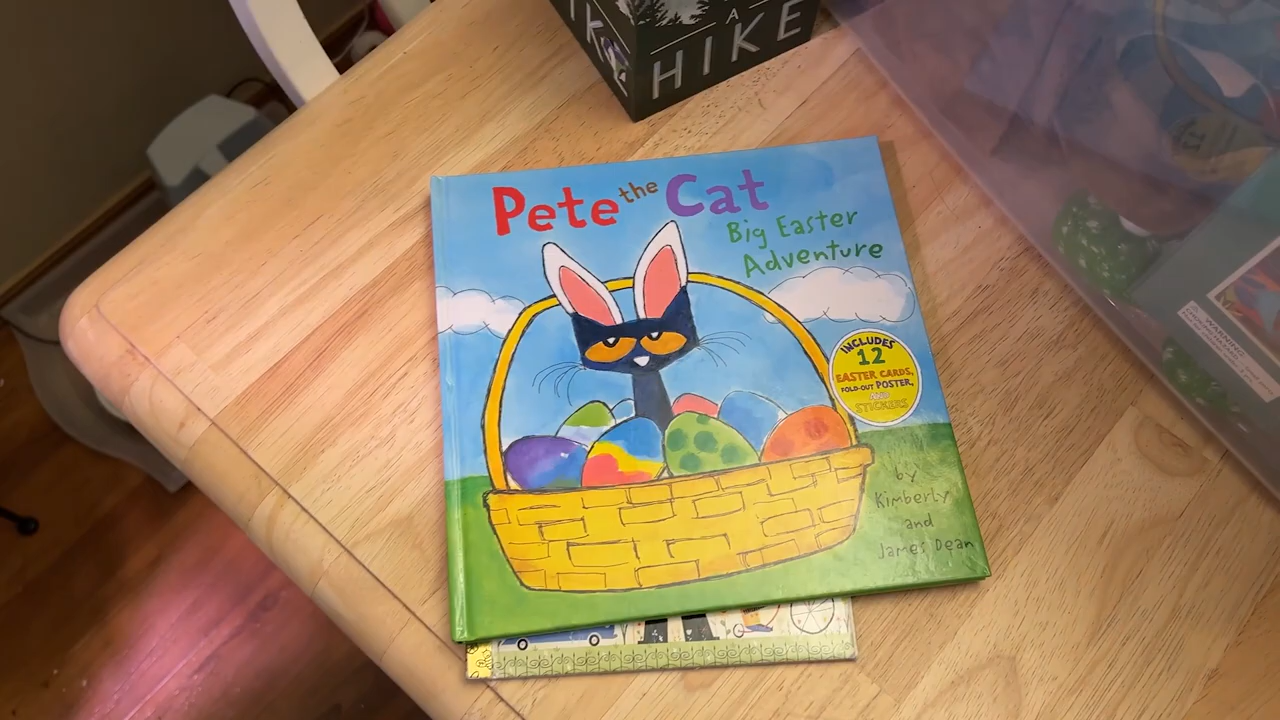 A
HIKE
Pete the Cat
Big Easter
Adventure
INCLUDES
12
EASTER CARDS,
FOLD-OUT POSTER,
AND
STICKERS
by
Kimberly
and
James Dean
WARNING